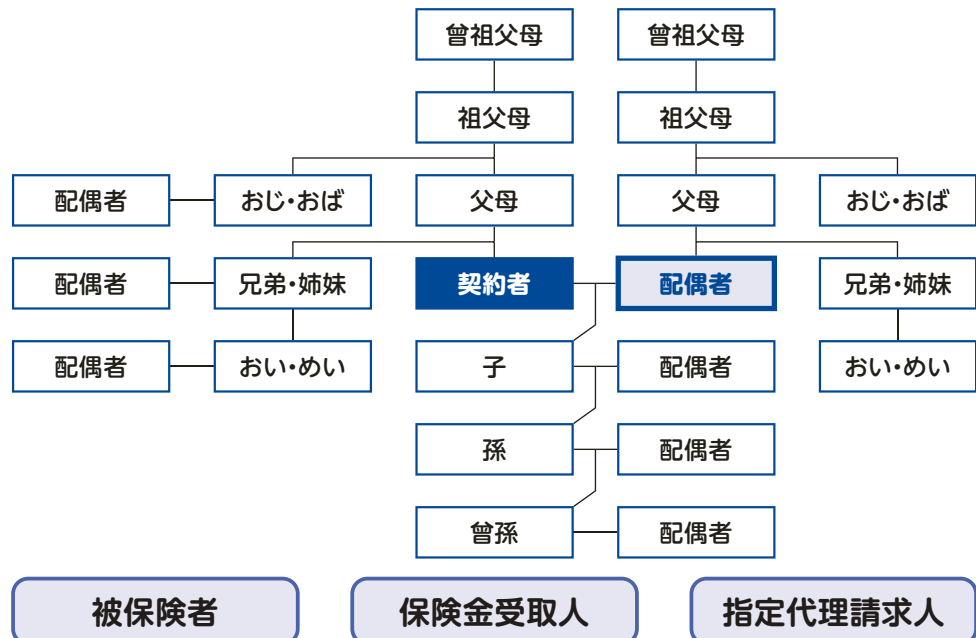 曾祖父母 曾祖父母
祖父母 祖父母
配偶者 おじ・おば 父母 父母 おじ・おば
配偶者 兄弟・姉妹 契約者 配偶者 兄弟・姉妹
配偶者 おい・めい 子 配偶者 おい・めい
孫 配偶者
曾孫 配偶者
被保険者 保険金受取人 指定代理請求人